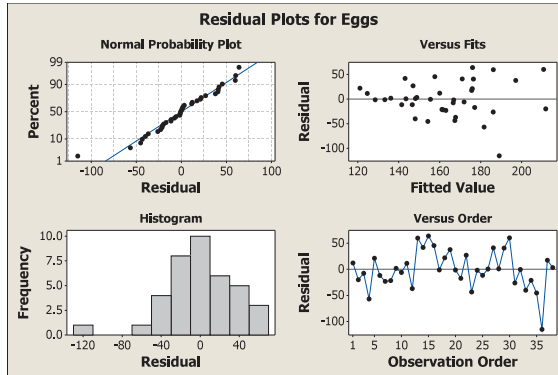 Residual Plots for Eggs
Normal Probability Plot
99
90
50
10
1
Percent
-100 -50 0 50 100
Residual
Versus Fits
50
0
-50
-100
Residual
120 140 160 180 200
Fitted Value
Histogram
10.0
7.5
5.0
2.5
0.0
Frequency
-120 -80 -40 0 40
Residual
Versus Order
100
50
0
-50
-100
Residual
1 5 10 15 20 25 30 35
Observation Order